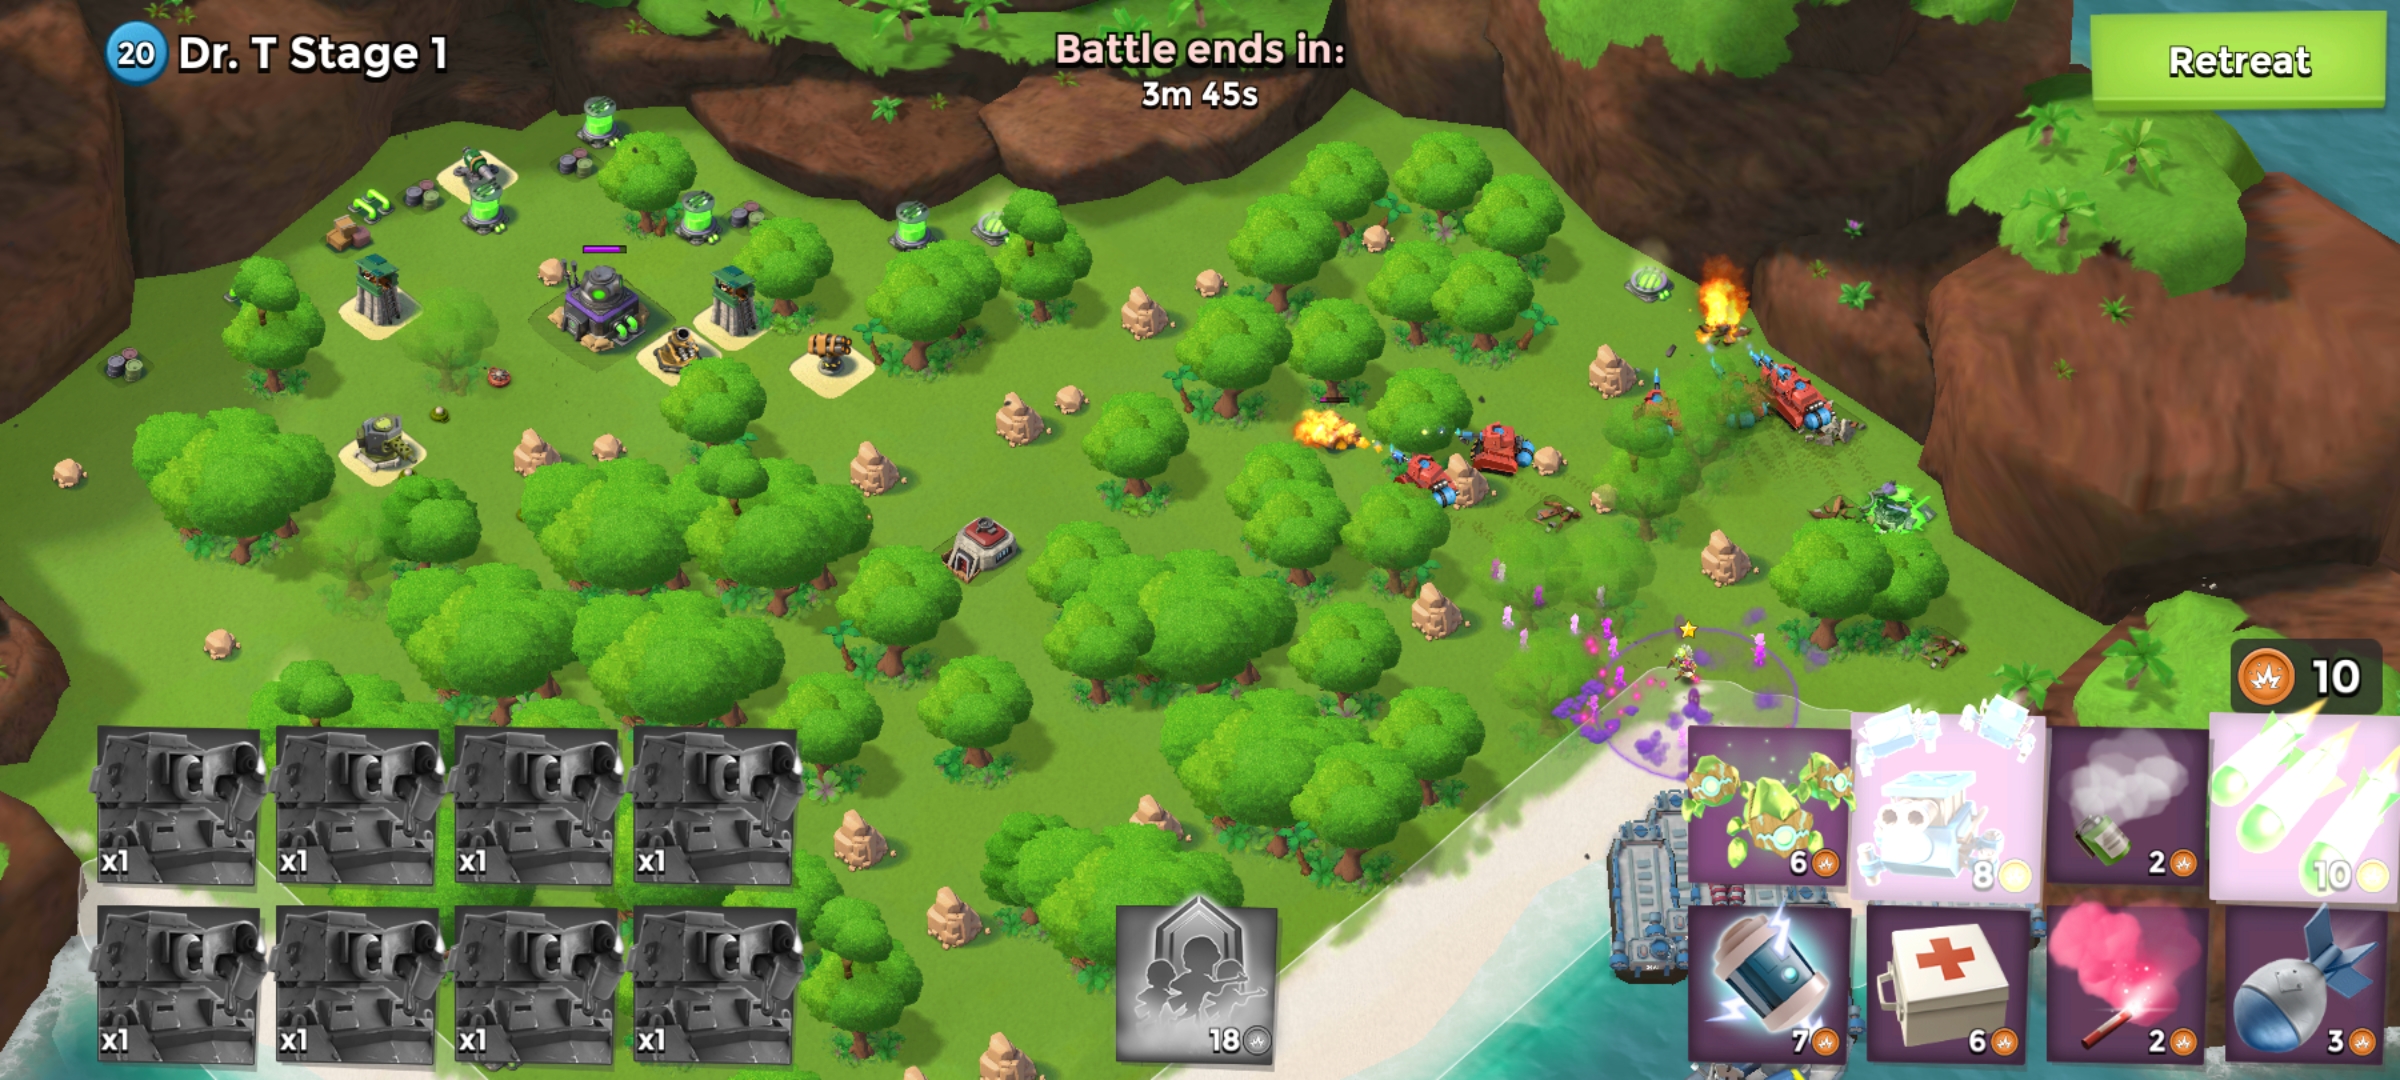 20 Dr. T Stage 1
Battle ends in:
3m 45s
Retreat
10
6
8
2
10
x1
x1
x1
x1
x1
x1
x1
x1
18
7
6
2
3